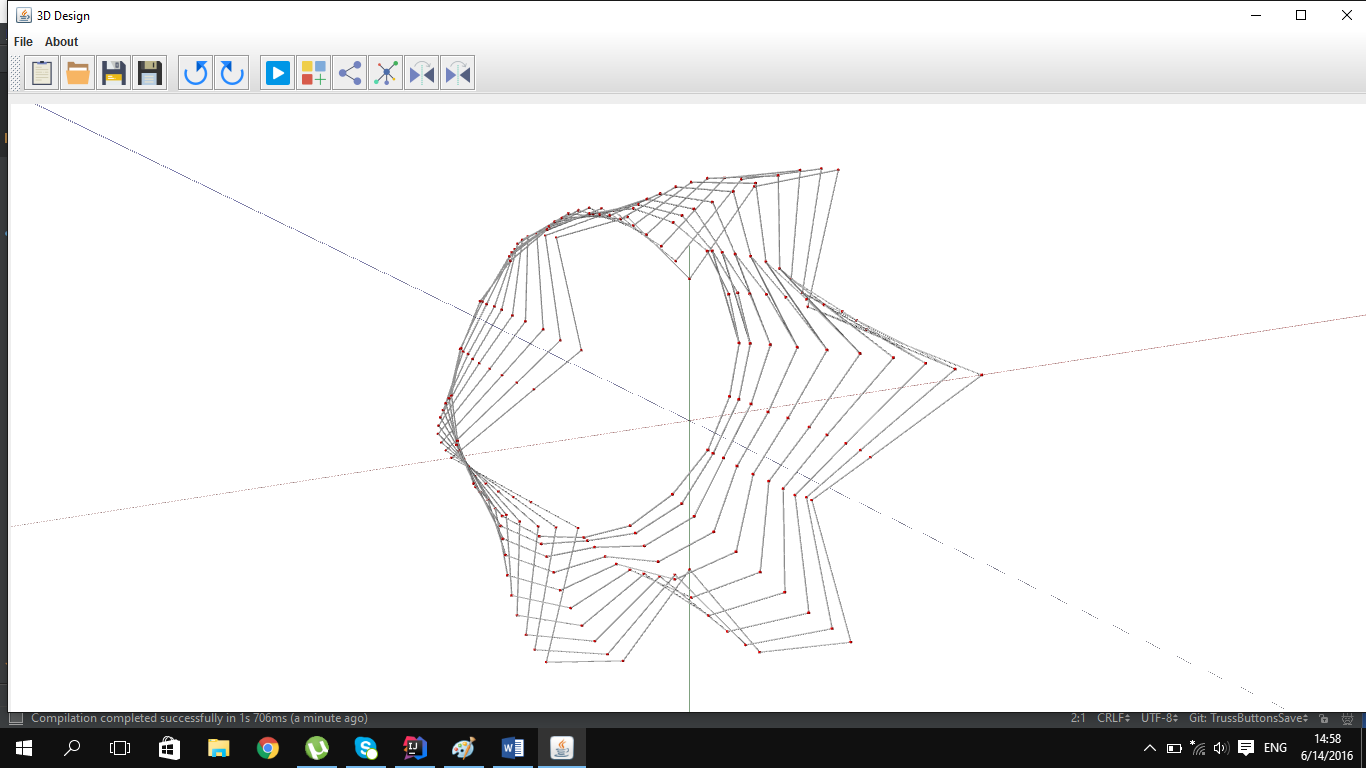 3D Design
File About
Compilation completed successfully in 1s 706ms (a minute ago)
2:1 CRLF UTF-8 Git: TrussButtonsSave
ENG
14:58
6/14/2016